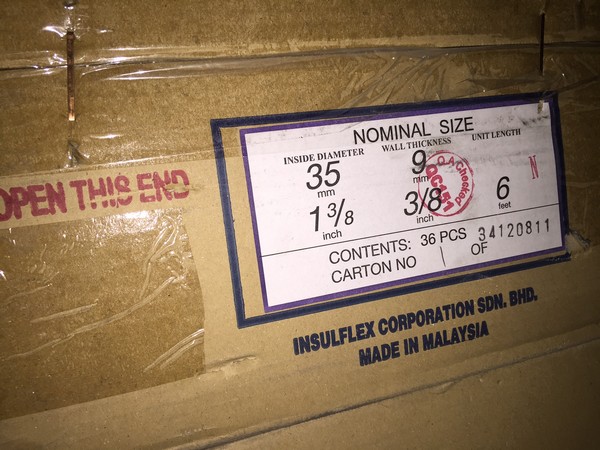 OPEN THIS END
NOMINAL SIZE
INSIDE DIAMETER WALL THICKNESS UNIT LENGTH
35 9
mm mm
1 3/8 3/8 6
inch inch feet
QA Checked
N
CONTENTS: 36 PCS 34120811
CARTON NO OF
INSULFLEX CORPORATION SDN. BHD.
MADE IN MALAYSIA